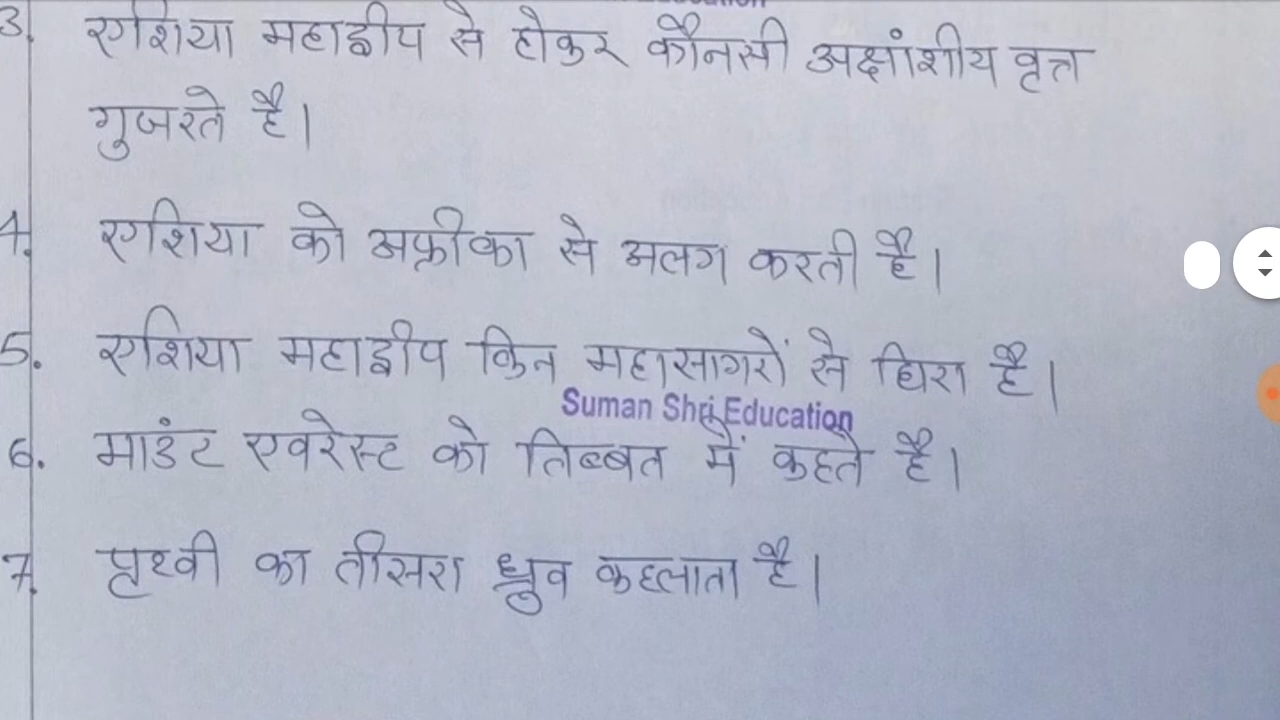 3. एशिया महाद्वीप से होकर कौनसी अक्षांशीय वृत्त
गुजरते है।
4. एशिया को अफ्रीका से अलग करती है।
5. एशिया महाद्वीप किन महासागरों से घिरा है।
Suman Shri Education
6. माउंट एवरेस्ट को तिब्बत में कहते है।
7. पृथ्वी का तीसरा ध्रुव कहलाता है।